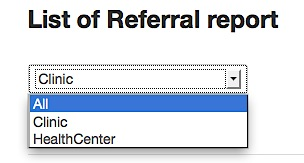 List of Referral report
Clinic
All
Clinic
HealthCenter